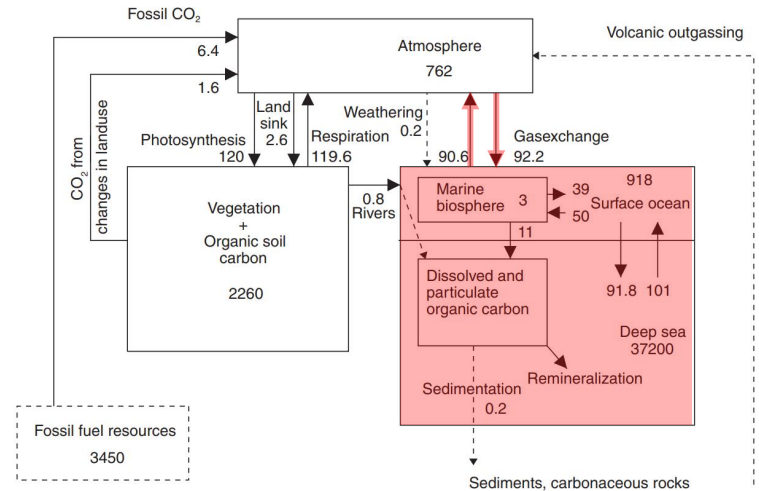 Fossil CO₂
6.4
1.6
CO₂ from
changes in landuse
Atmosphere
762
Volcanic outgassing
Photosynthesis
120
Land
sink
2.6
Respiration
119.6
Weathering
0.2
Gasexchange
90.6
92.2
Vegetation
+
Organic soil
carbon
2260
0.8
Rivers
Marine
biosphere 3
39
50
918
Surface ocean
11
Dissolved and
particulate
organic carbon
91.8
101
Deep sea
37200
Remineralization
Sedimentation
0.2
Fossil fuel resources
3450
Sediments, carbonaceous rocks